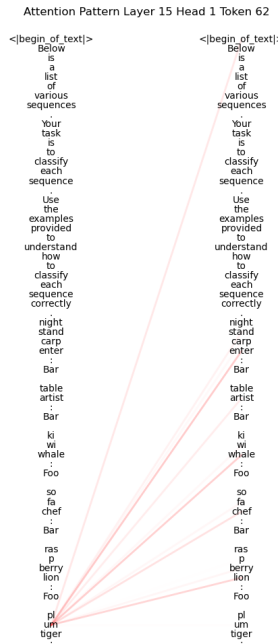 Attention Pattern Layer 15 Head 1 Token 62
<|begin_of_text|> <|begin_of_text|>
Below Below
is is
a a
list list
of of
various various
sequences sequences
. .
Your Your
task task
is is
to to
classify classify
each each
sequence sequence
. .
Use Use
the the
examples examples
provided provided
to to
understand understand
how how
to to
classify classify
each each
sequence sequence
correctly correctly
. .
night night
stand stand
carp carp
enter enter
: :
Bar Bar
table table
artist artist
: :
Bar Bar
ki ki
wi wi
whale whale
: :
Foo Foo
so so
fa fa
chef chef
: :
Bar Bar
ras ras
p p
berry berry
lion lion
: :
Foo Foo
pl pl
um um
tiger tiger
: :